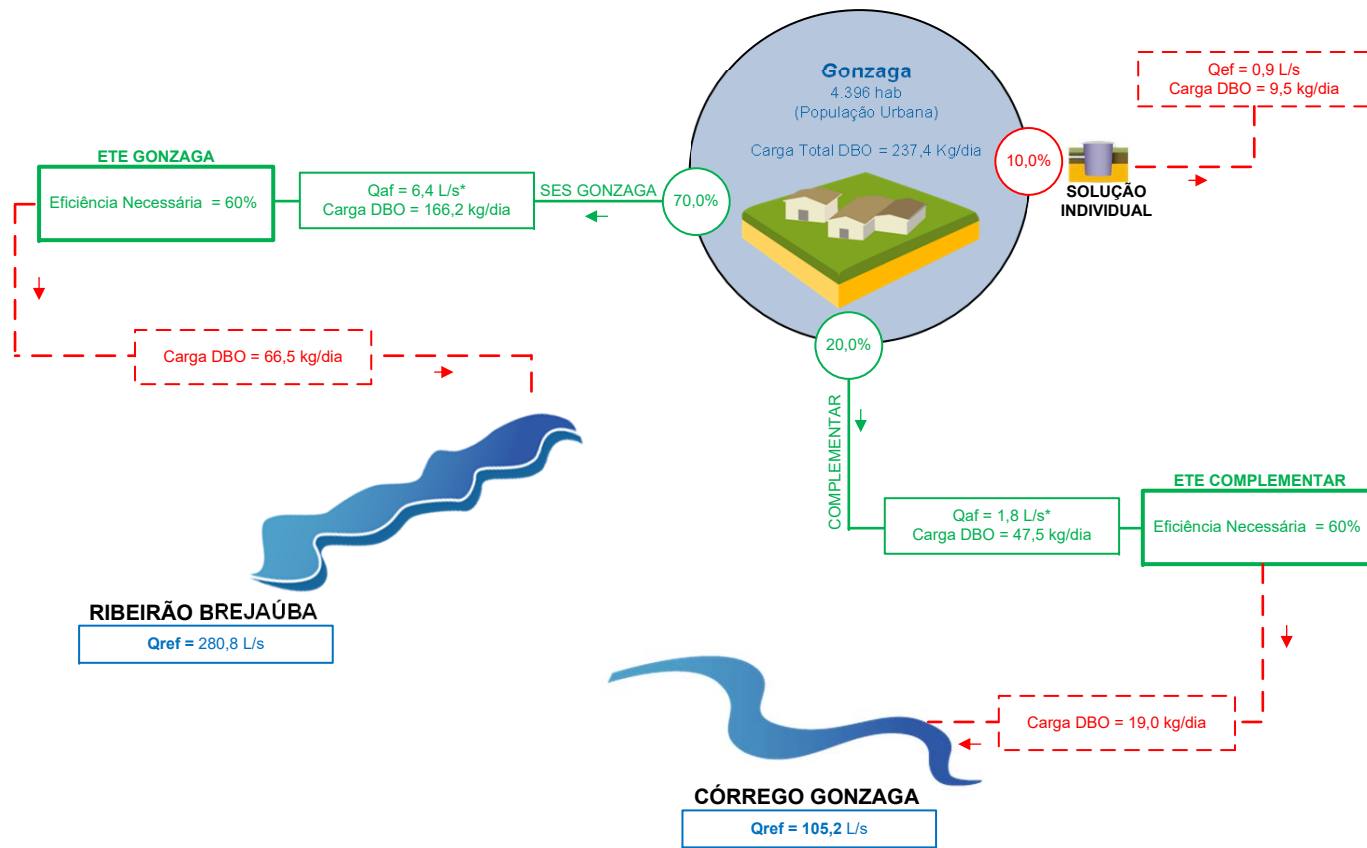 Gonzaga
4.396 hab
(População Urbana)
Carga Total DBO = 237,4 Kg/dia
Qef = 0,9 L/s
Carga DBO = 9,5 kg/dia
10,0%
SOLUÇÃO
INDIVIDUAL
ETE GONZAGA
Eficiência Necessária = 60%
Qaf = 6,4 L/s*
Carga DBO = 166,2 kg/dia
SES GONZAGA
70,0%
Carga DBO = 66,5 kg/dia
20,0%
COMPLEMENTAR
ETE COMPLEMENTAR
Qaf = 1,8 L/s*
Carga DBO = 47,5 kg/dia
Eficiência Necessária = 60%
RIBEIRÃO BREJAÚBA
Qref = 280,8 L/s
Carga DBO = 19,0 kg/dia
CÓRREGO GONZAGA
Qref = 105,2 L/s